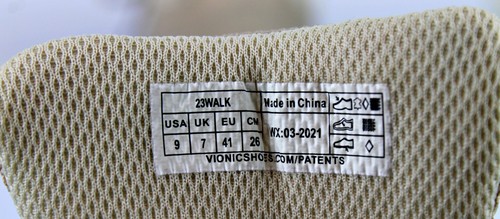 23WALK Made in China
USA UK EU CM
9 7 41 26 WX:03-2021
VIONICSHOES.COM/PATENTS